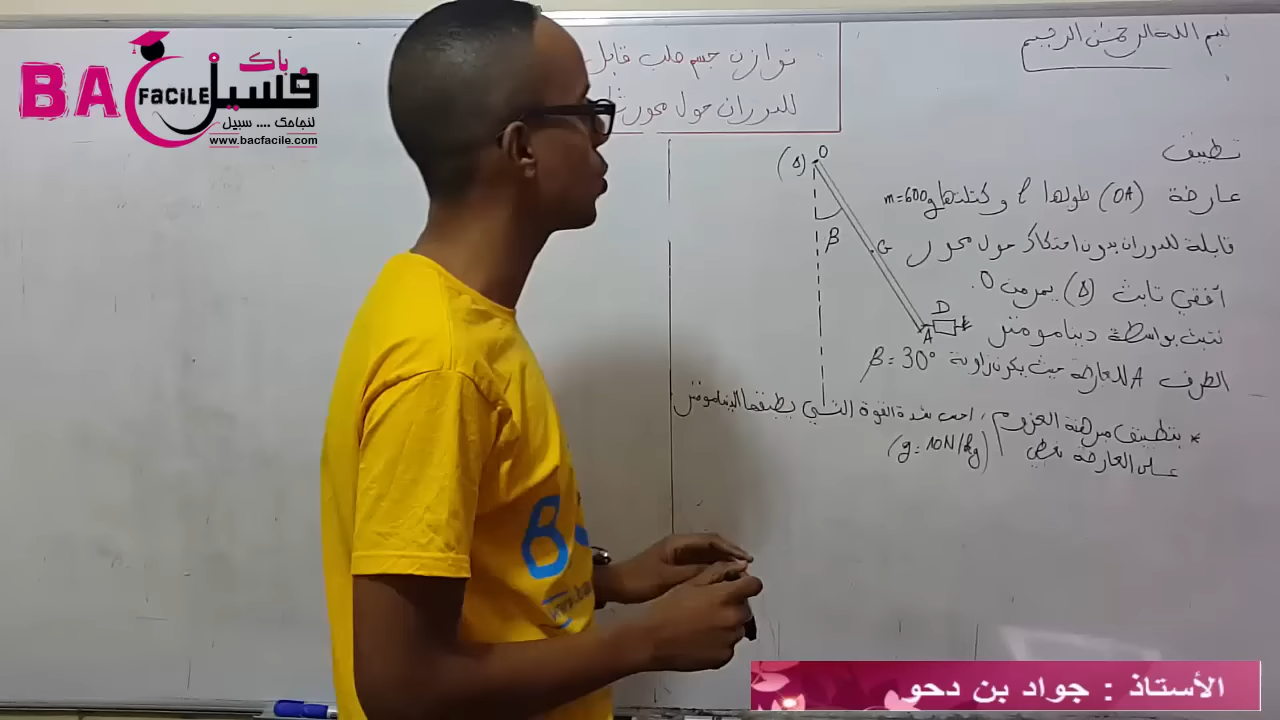 بسم الله الرحمن الرحيم
توازن جسم صلب قابل
للدوران حول محور
BAC FACILE
باك فسيل
لنجاحك .... سبيل
www.bacfacile.com
تطبيق
عارضة (OA) طولها l وكتلتها m=600g
قابلة للدوران بدون احتكاك حول محور
أفقي ثابت (Δ) يمر من O.
نثبت بواسطة دينامومتر
الطرف A للعارضة حيث يكون زاوية β = 30°
* بتطبيق مبرهنة العزوم، احسب شدة القوة التي يطبقها الدينامومتر
على العارضة نعطي (g = 10N/kg)
(Δ) O
β
G
D
A
الأستاذ : جواد بن دحو